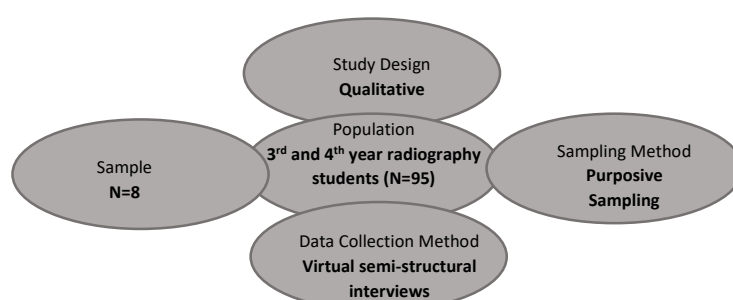 Study Design
Qualitative
Population
3rd and 4th year radiography
students (N=95)
Sample
N=8
Sampling Method
Purposive
Sampling
Data Collection Method
Virtual semi-structural
interviews